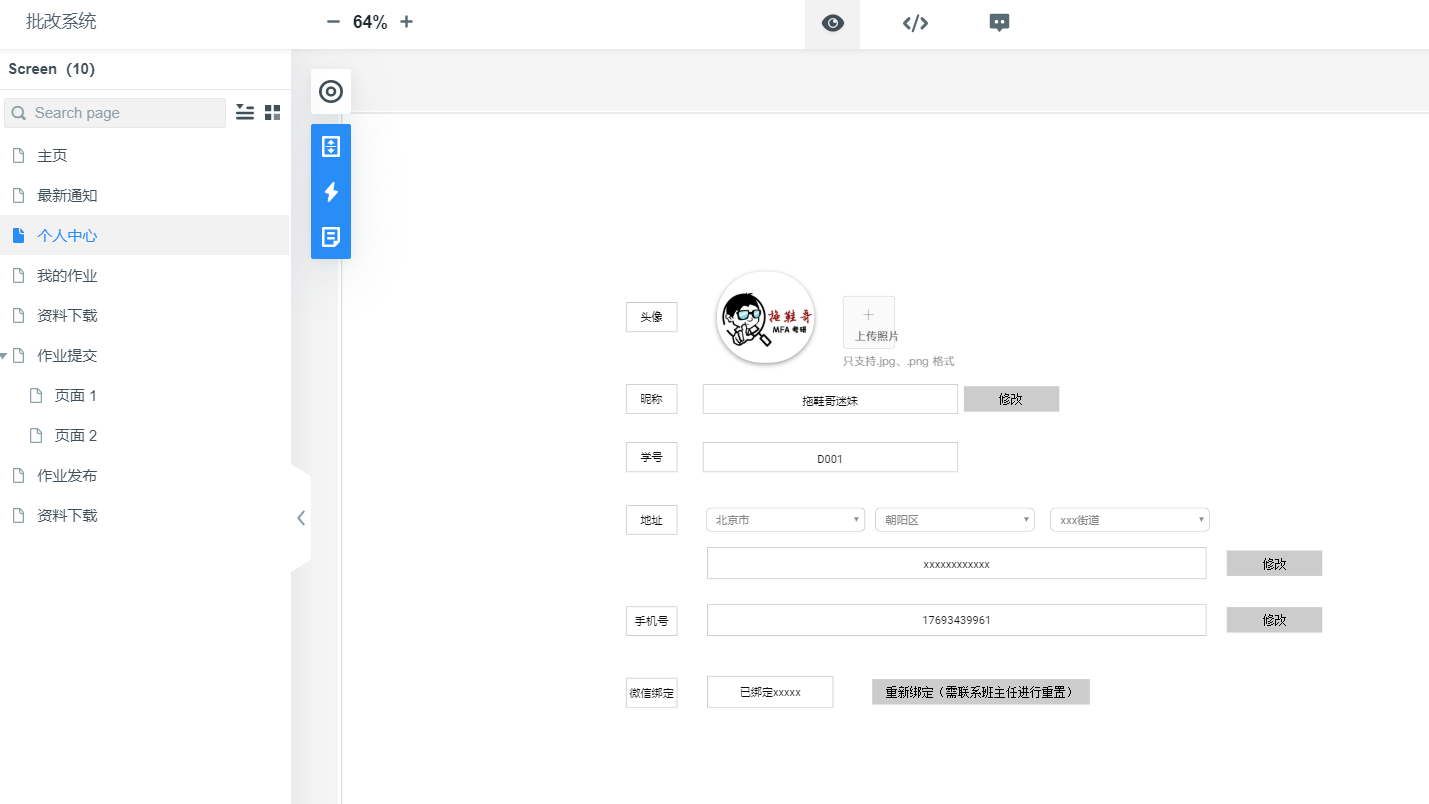 批改系统
64%
Screen (10)
Search page
主页
最新通知
个人中心
我的作业
资料下载
作业提交
页面 1
页面 2
作业发布
资料下载
头像
拖鞋哥
MFA 考研
上传照片
只支持.jpg、.png 格式
昵称
拖鞋哥迷妹
修改
学号
D001
地址
北京市
朝阳区
xxx街道
xxxxxxxxxxxx
修改
手机号
17693439961
修改
微信绑定
已绑定xxxxx
重新绑定（需联系班主任进行重置）